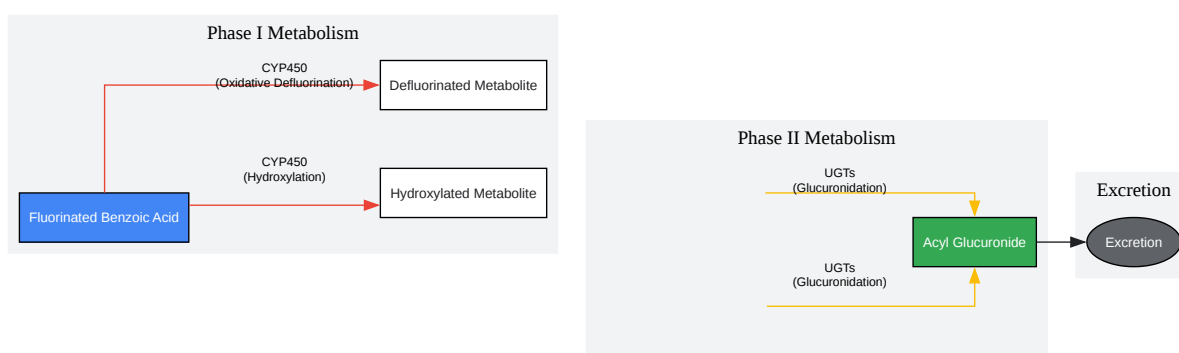 Phase I Metabolism
CYP450
(Oxidative Defluorination)
Defluorinated Metabolite
CYP450
(Hydroxylation)
Hydroxylated Metabolite
Fluorinated Benzoic Acid
Phase II Metabolism
UGTs
(Glucuronidation)
Acyl Glucuronide
UGTs
(Glucuronidation)
Excretion
Excretion